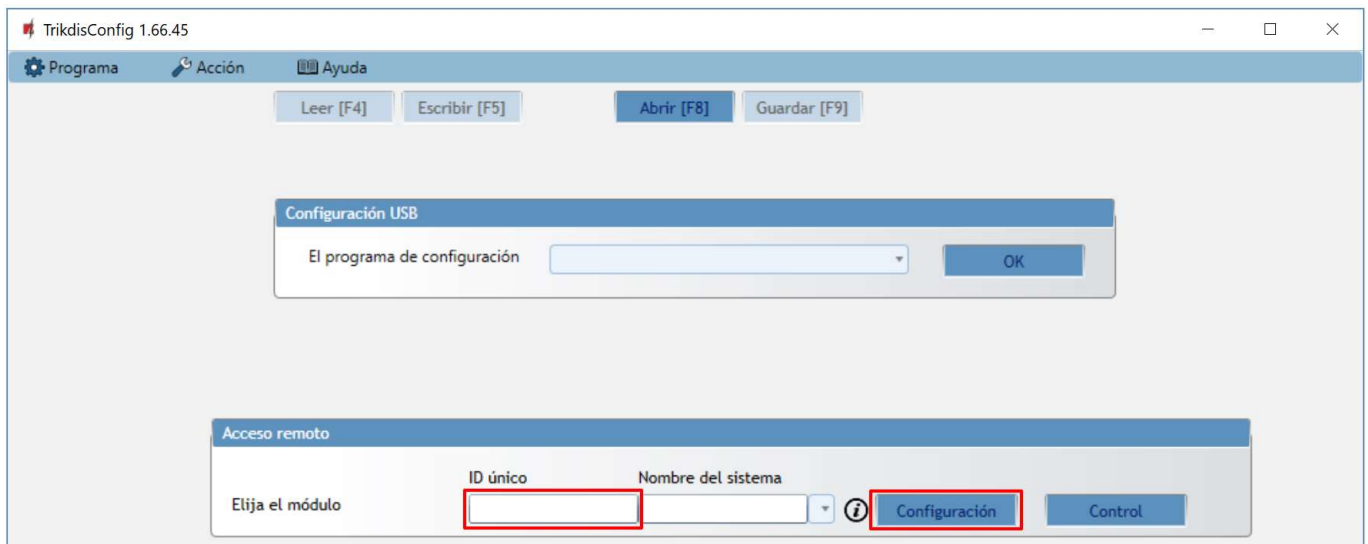 TrikdisConfig 1.66.45
Programa Acción Ayuda
Leer [F4] Escribir [F5] Abrir [F8] Guardar [F9]
Configuración USB
El programa de configuración OK
Acceso remoto
ID único Nombre del sistema
Elija el módulo Configuración Control